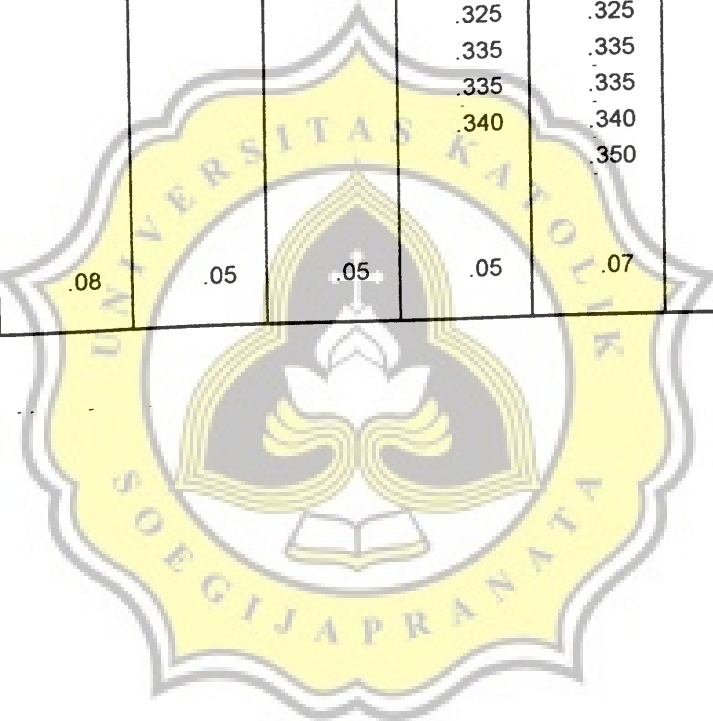 .325 .325
.335 .335
.335 .335
.340 .340
.350
.08 .05 .05 .05 .07
UNIVERSITAS KATOLIK
SOEGIJAPRANATA